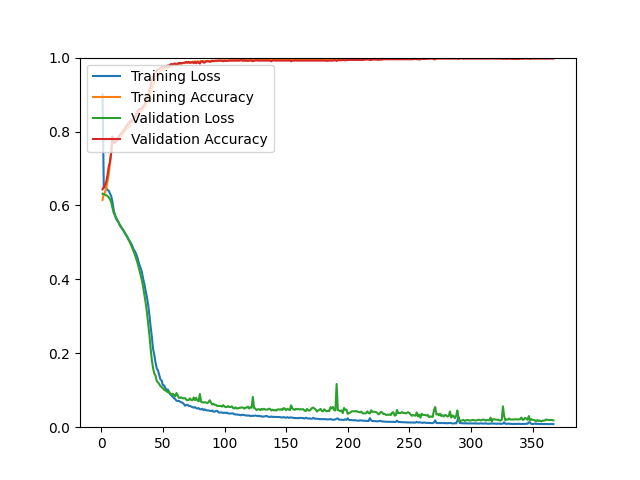 Training Loss
Training Accuracy
Validation Loss
Validation Accuracy
1.0
0.8
0.6
0.4
0.2
0.0
0 50 100 150 200 250 300 350